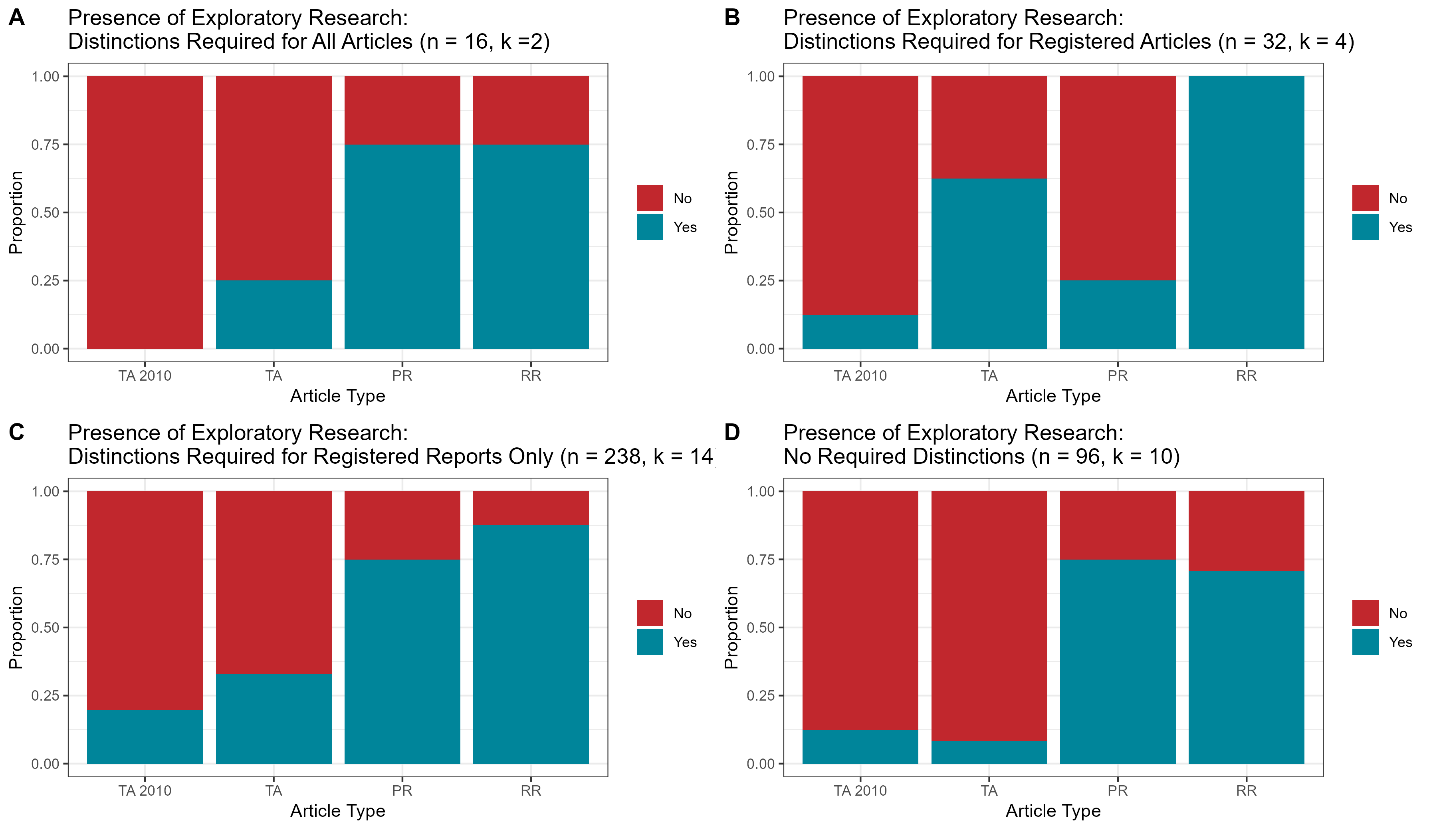 A
Presence of Exploratory Research:
Distinctions Required for All Articles (n = 16, k =2)
1.00
0.75
0.50
0.25
0.00
Proportion
TA 2010
TA
PR
RR
Article Type
No
Yes
B
Presence of Exploratory Research:
Distinctions Required for Registered Articles (n = 32, k = 4)
1.00
0.75
0.50
0.25
0.00
Proportion
TA 2010
TA
PR
RR
Article Type
No
Yes
C
Presence of Exploratory Research:
Distinctions Required for Registered Reports Only (n = 238, k = 14)
1.00
0.75
0.50
0.25
0.00
Proportion
TA 2010
TA
PR
RR
Article Type
No
Yes
D
Presence of Exploratory Research:
No Required Distinctions (n = 96, k = 10)
1.00
0.75
0.50
0.25
0.00
Proportion
TA 2010
TA
PR
RR
Article Type
No
Yes